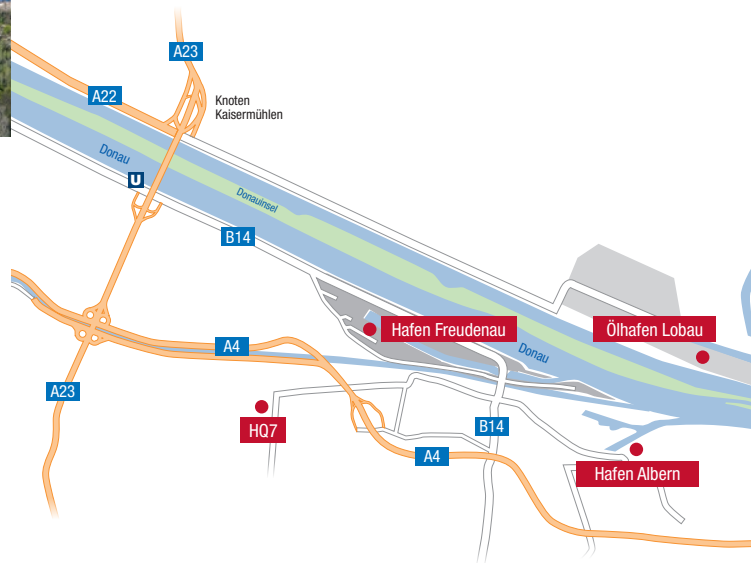 A23
A22
Knoten
Kaisermühlen
Donau
U
Donauinsel
B14
Hafen Freudenau
Ölhafen Lobau
A4
Donau
A23
HQ7
B14
A4
Hafen Albern